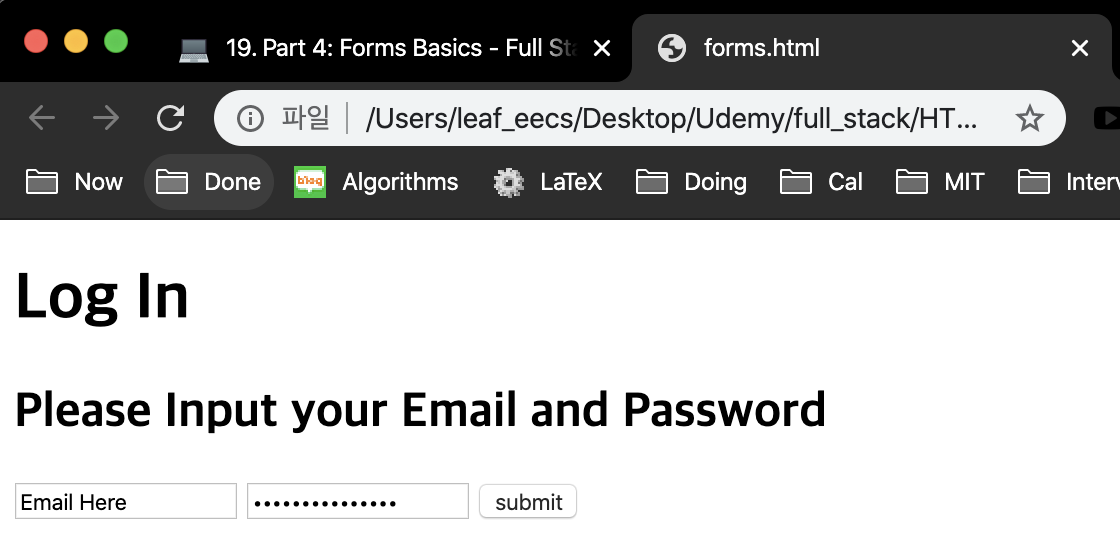 19. Part 4: Forms Basics - Full Sta
forms.html
파일 /Users/leaf_eecs/Desktop/Udemy/full_stack/HT...
Now Done blog Algorithms LaTeX Doing Cal MIT Interv
Log In
Please Input your Email and Password
Email Here ••••••••••••••• submit